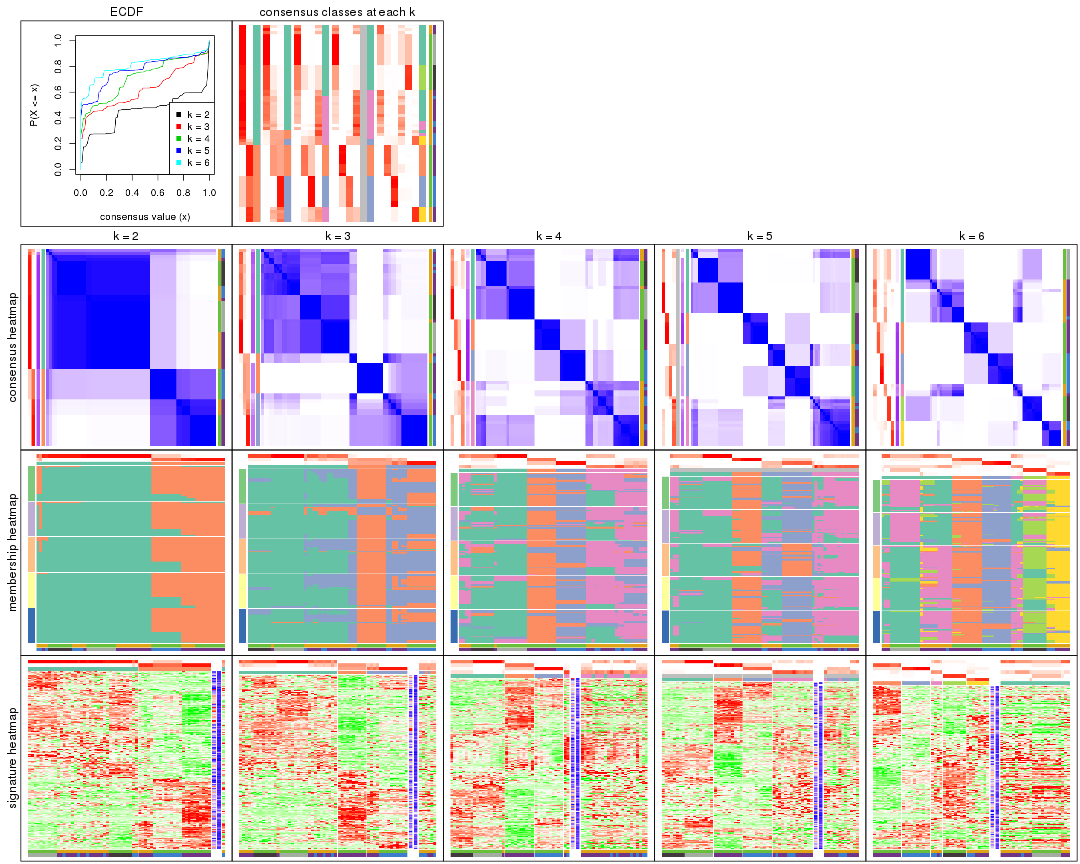 ECDF
consensus classes at each k
P(X <= x)
0.0 0.2 0.4 0.6 0.8 1.0
k = 2
k = 3
k = 4
k = 5
k = 6
0.0 0.2 0.4 0.6 0.8 1.0
consensus value (x)
k = 2
k = 3
k = 4
k = 5
k = 6
consensus heatmap
membership heatmap
signature heatmap